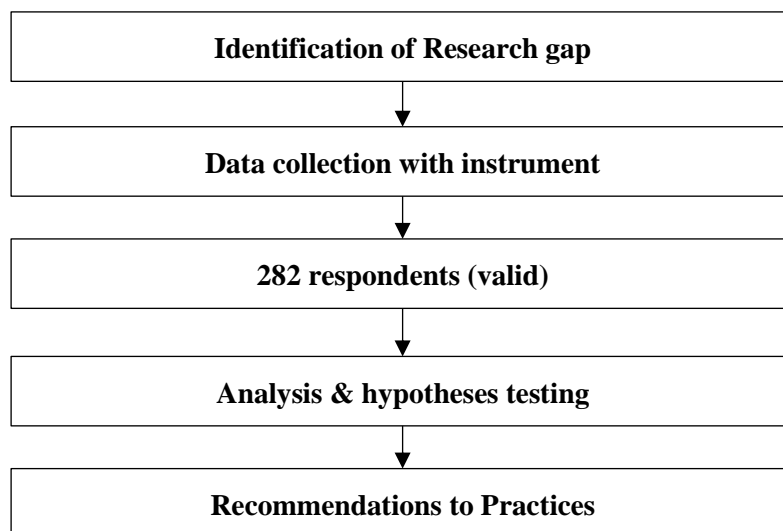 Identification of Research gap
Data collection with instrument
282 respondents (valid)
Analysis & hypotheses testing
Recommendations to Practices